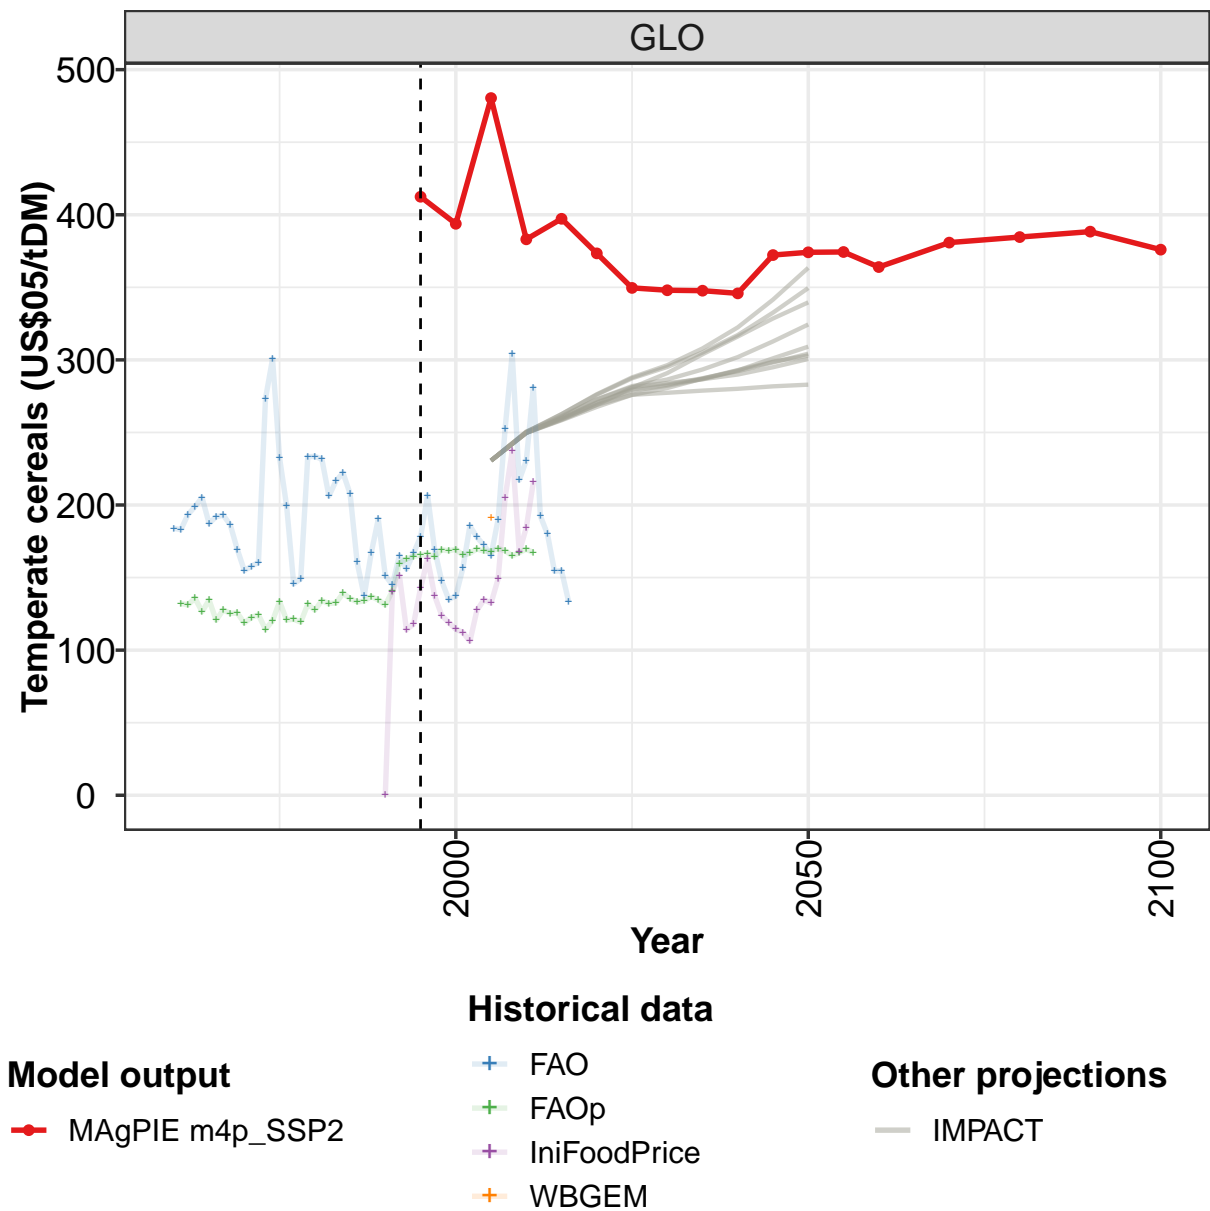 GLO
Temperate cereals (US$05/tDM)
500
400
300
200
100
0
2000
2050
2100
Year
Model output
MAgPIE m4p_SSP2
Historical data
FAO
FAOp
IniFoodPrice
WBGEM
Other projections
IMPACT